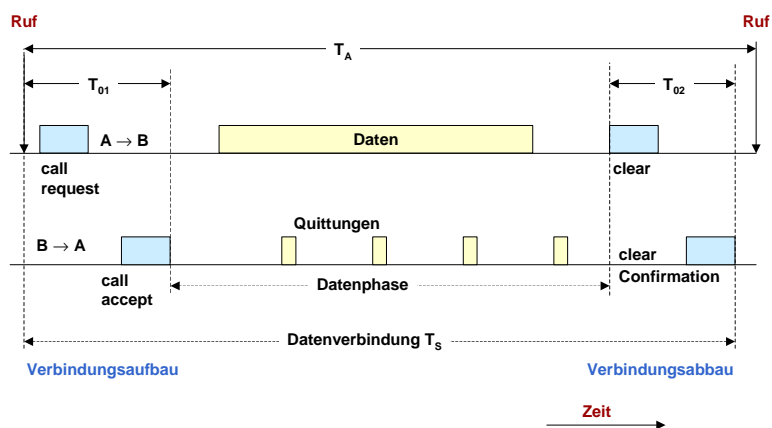 Ruf
Ruf
T_A
T_01
T_02
A → B
Daten
call
request
clear
Quittungen
B → A
call
accept
Datenphase
clear
Confirmation
Datenverbindung T_S
Verbindungsaufbau
Verbindungsabbau
Zeit